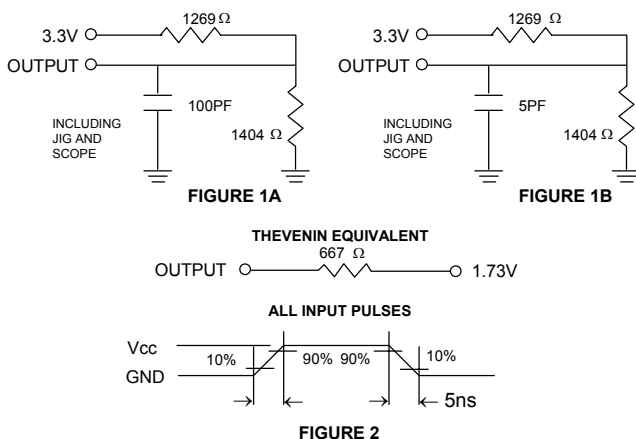 3.3V
1269 Ω
OUTPUT
100PF
INCLUDING
JIG AND
SCOPE
1404 Ω
FIGURE 1A
3.3V
1269 Ω
OUTPUT
5PF
INCLUDING
JIG AND
SCOPE
1404 Ω
FIGURE 1B
THEVENIN EQUIVALENT
667 Ω
OUTPUT
1.73V
ALL INPUT PULSES
Vcc
GND
10%
90% 90%
10%
5ns
FIGURE 2